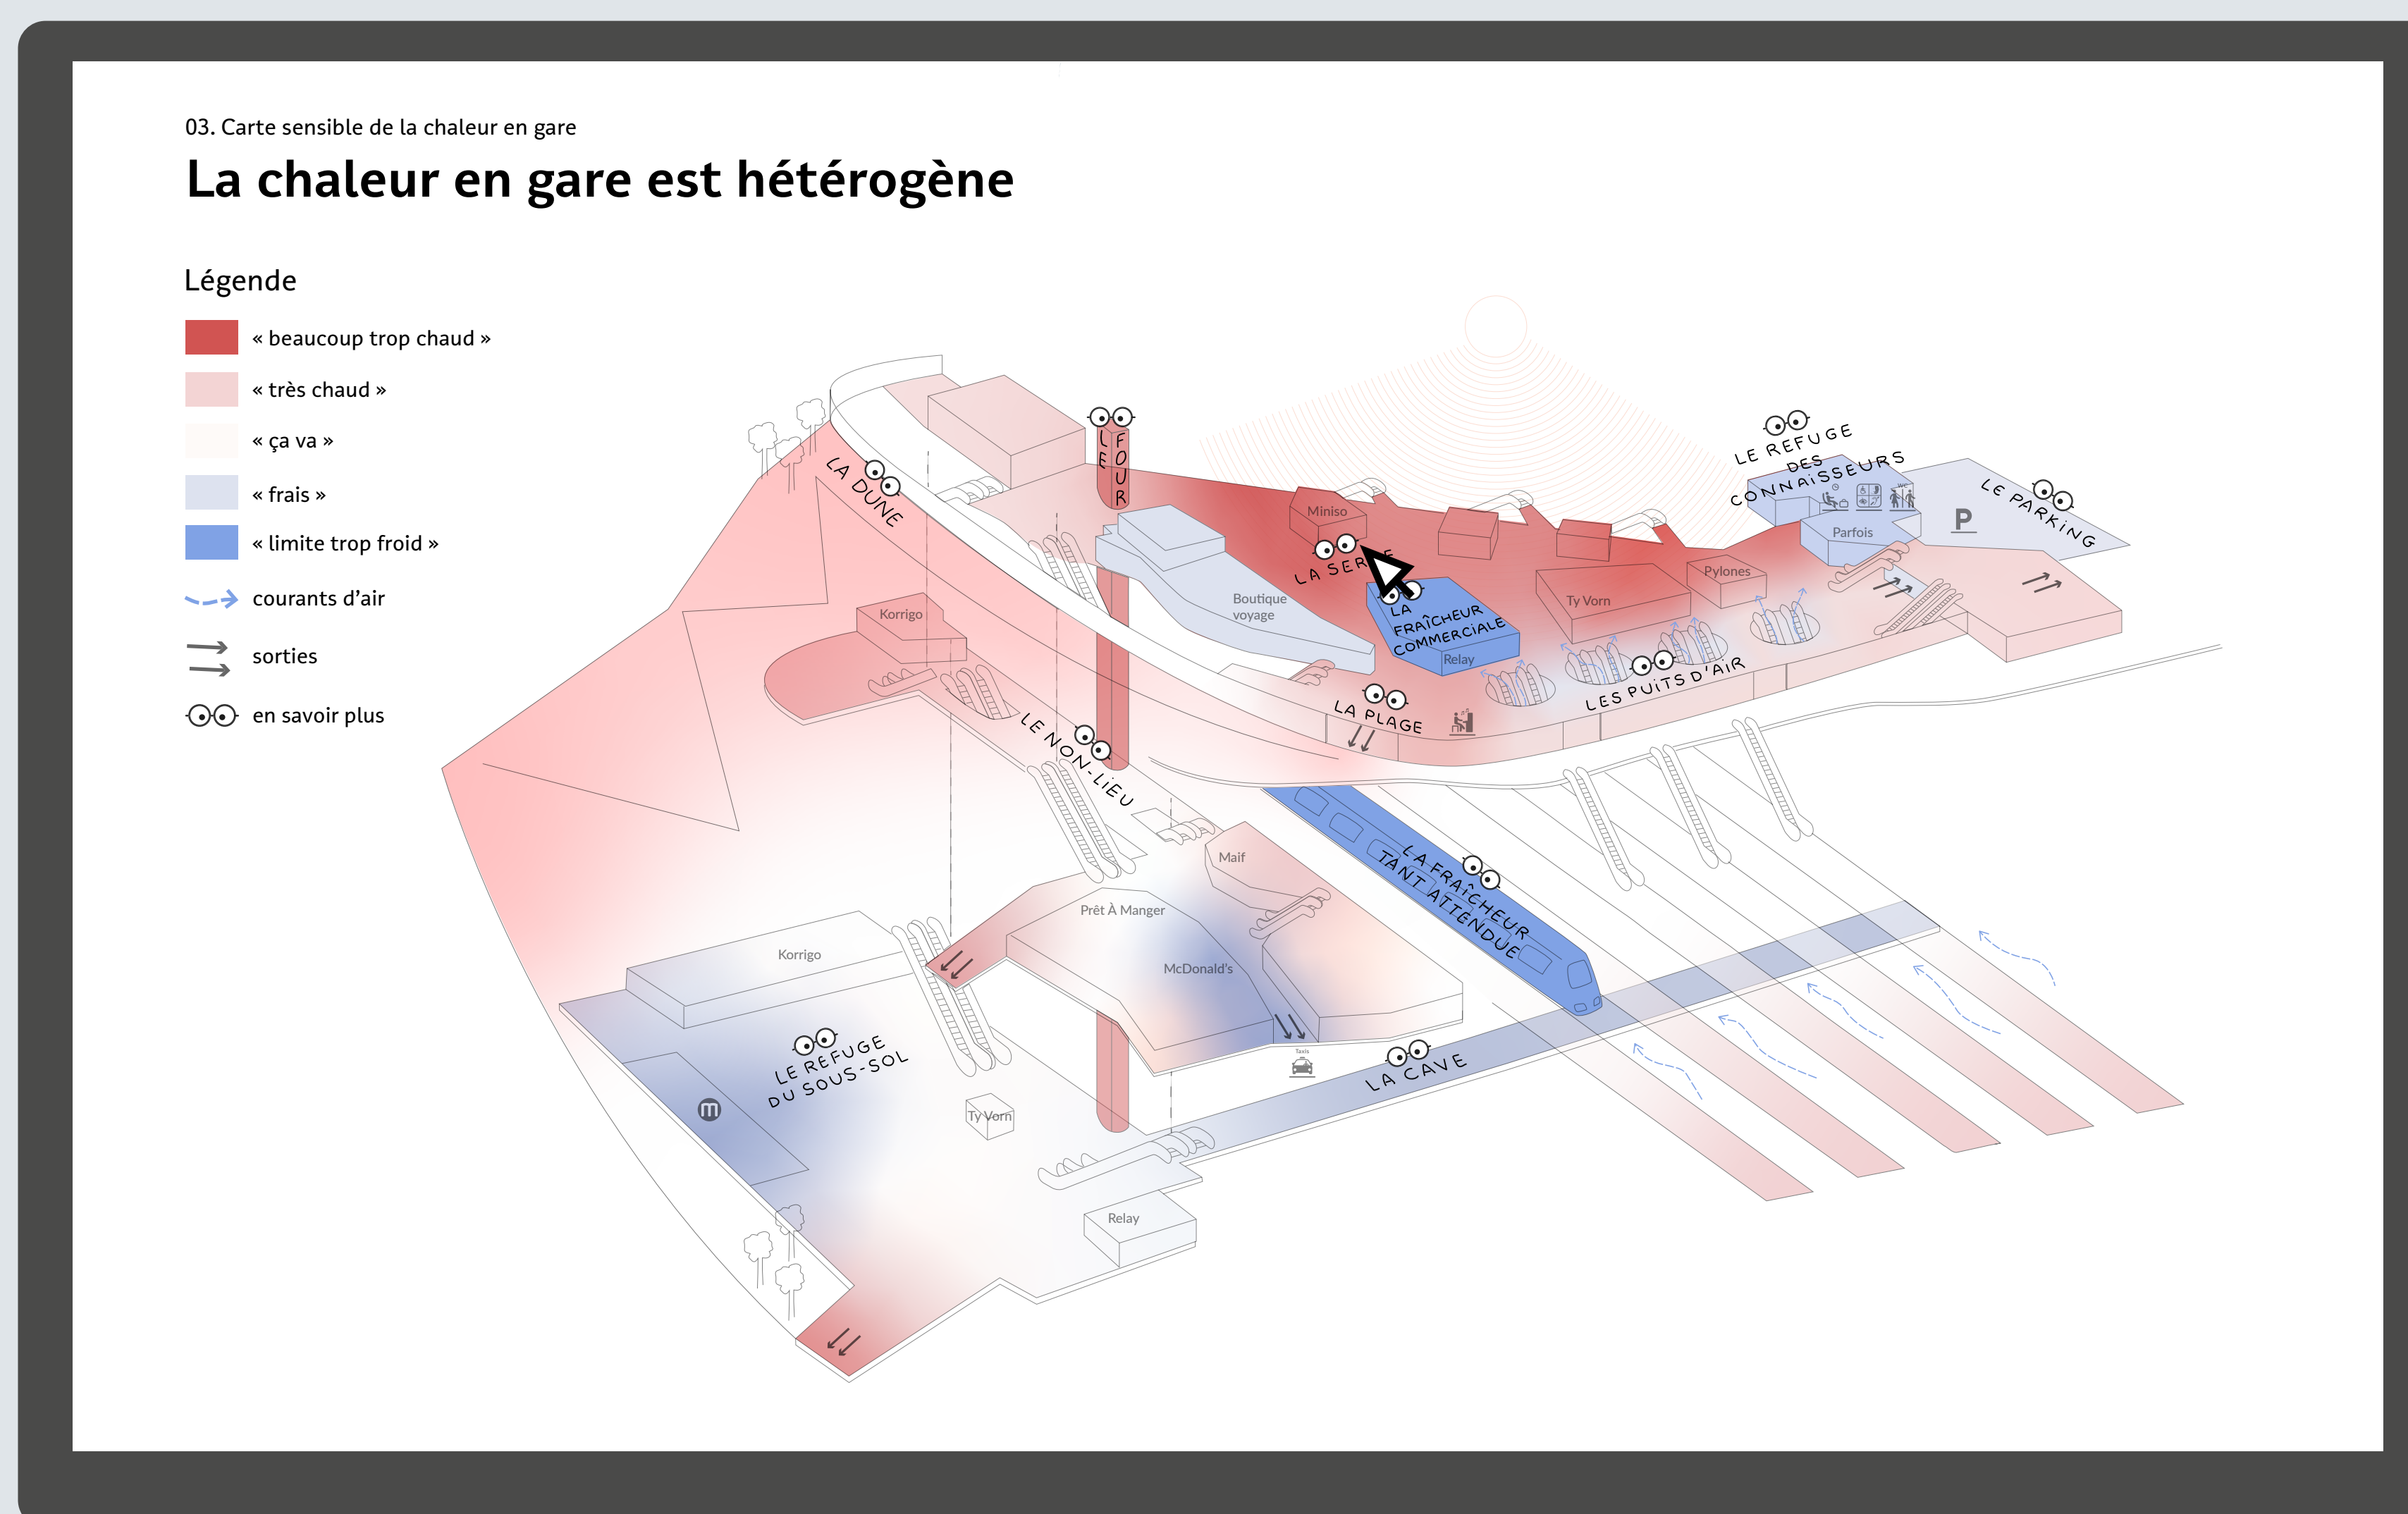 03. Carte sensible de la chaleur en gare
La chaleur en gare est hétérogène
Légende
« beaucoup trop chaud »
« très chaud »
« ça va »
« frais »
« limite trop froid »
courants d'air
sorties
en savoir plus
LE FOUR
LA DUNE
LE REFUGE
DES
CONNAISSEURS
WC
LE PARKING
P
Parfois
Miniso
LA SERRE
LA
FRAÎCHEUR
COMMERCIALE
Relay
Boutique
voyage
Ty Vorn
Pylones
LES PUITS D'AIR
LA PLAGE
Korrigo
LE NON-LIEU
Maif
Prêt À Manger
McDonald's
LA FRAÎCHEUR
TANT ATTENDUE
Korrigo
LE REFUGE
DU SOUS-SOL
m
Ty Vorn
Taxis
LA CAVE
Relay